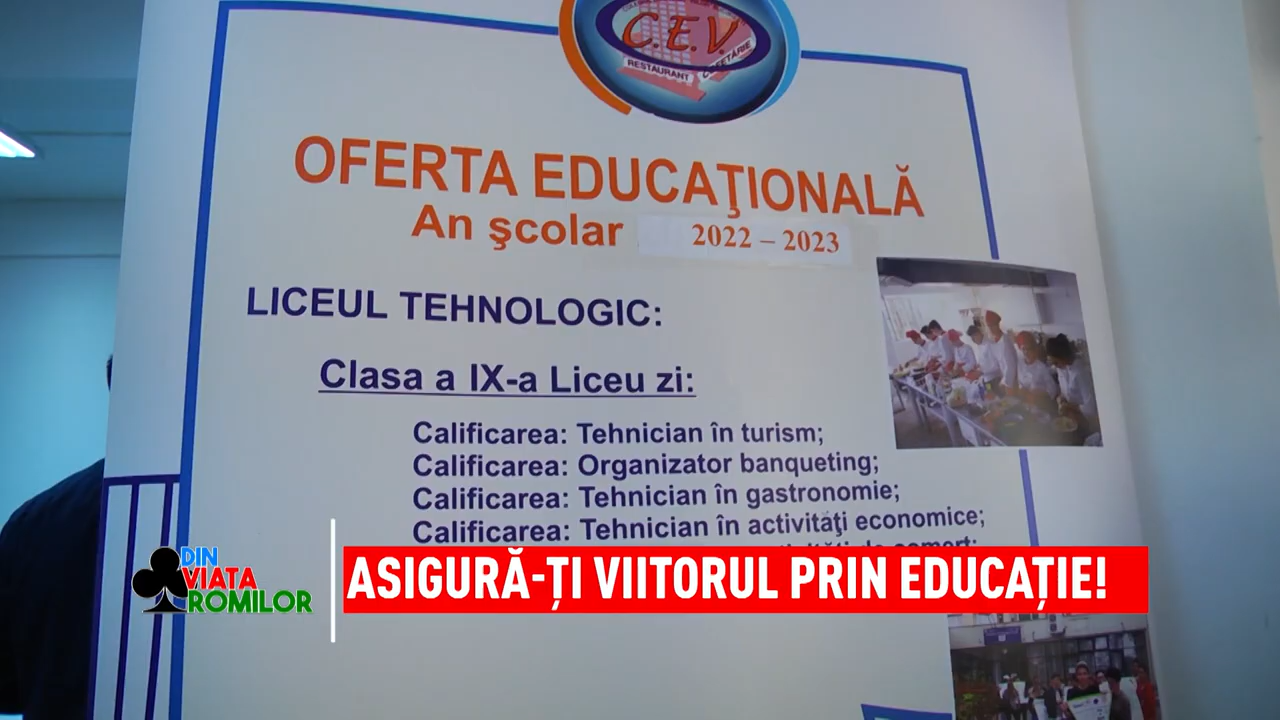 C.E.V.
RESTAURANT
OFERTA EDUCAŢIONALĂ
An şcolar 2022 – 2023
LICEUL TEHNOLOGIC:
Clasa a IX-a Liceu zi:
Calificarea: Tehnician în turism;
Calificarea: Organizator banqueting;
Calificarea: Tehnician în gastronomie;
Calificarea: Tehnician în activităţi economice;
DIN
VIATA
ROMILOR
ASIGURĂ-ȚI VIITORUL PRIN EDUCAȚIE!